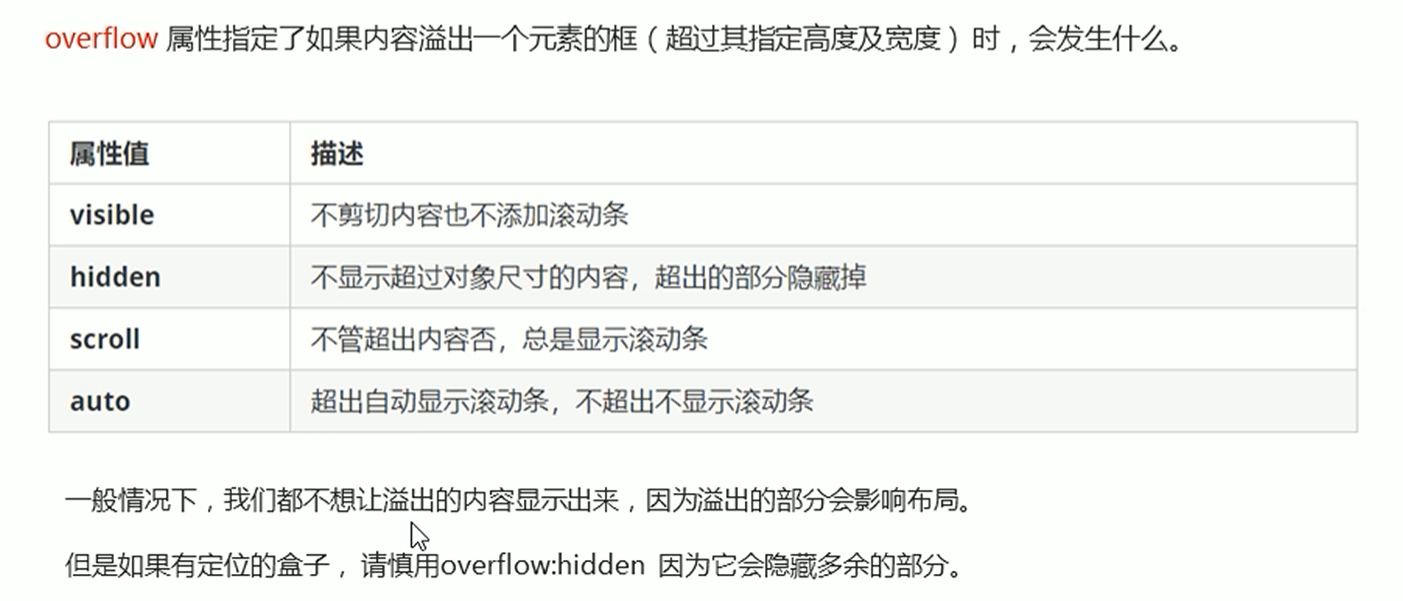 overflow 属性指定了如果内容溢出一个元素的框（超过其指定高度及宽度）时，会发生什么。
属性值 描述
visible 不剪切内容也不添加滚动条
hidden 不显示超过对象尺寸的内容，超出的部分隐藏掉
scroll 不管超出内容否，总是显示滚动条
auto 超出自动显示滚动条，不超出不显示滚动条
一般情况下，我们都不想让溢出的内容显示出来，因为溢出的部分会影响布局。
但是如果有定位的盒子，请慎用overflow:hidden 因为它会隐藏多余的部分。